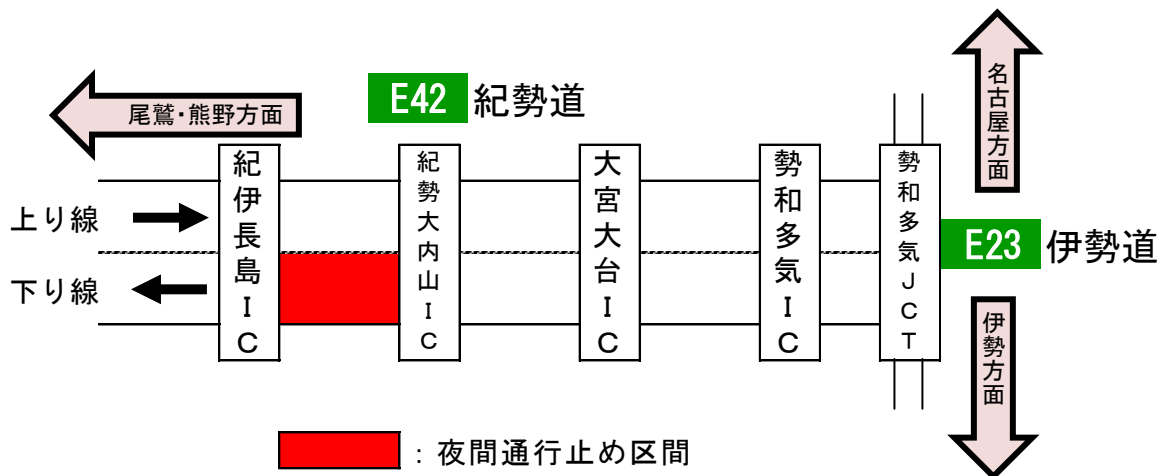 E42 紀勢道
尾鷲・熊野方面
名古屋方面
紀伊長島IC
紀勢大内山IC
大宮大台IC
勢和多気IC
勢和多気JCT
上り線
E23 伊勢道
下り線
伊勢方面
：夜間通行止め区間